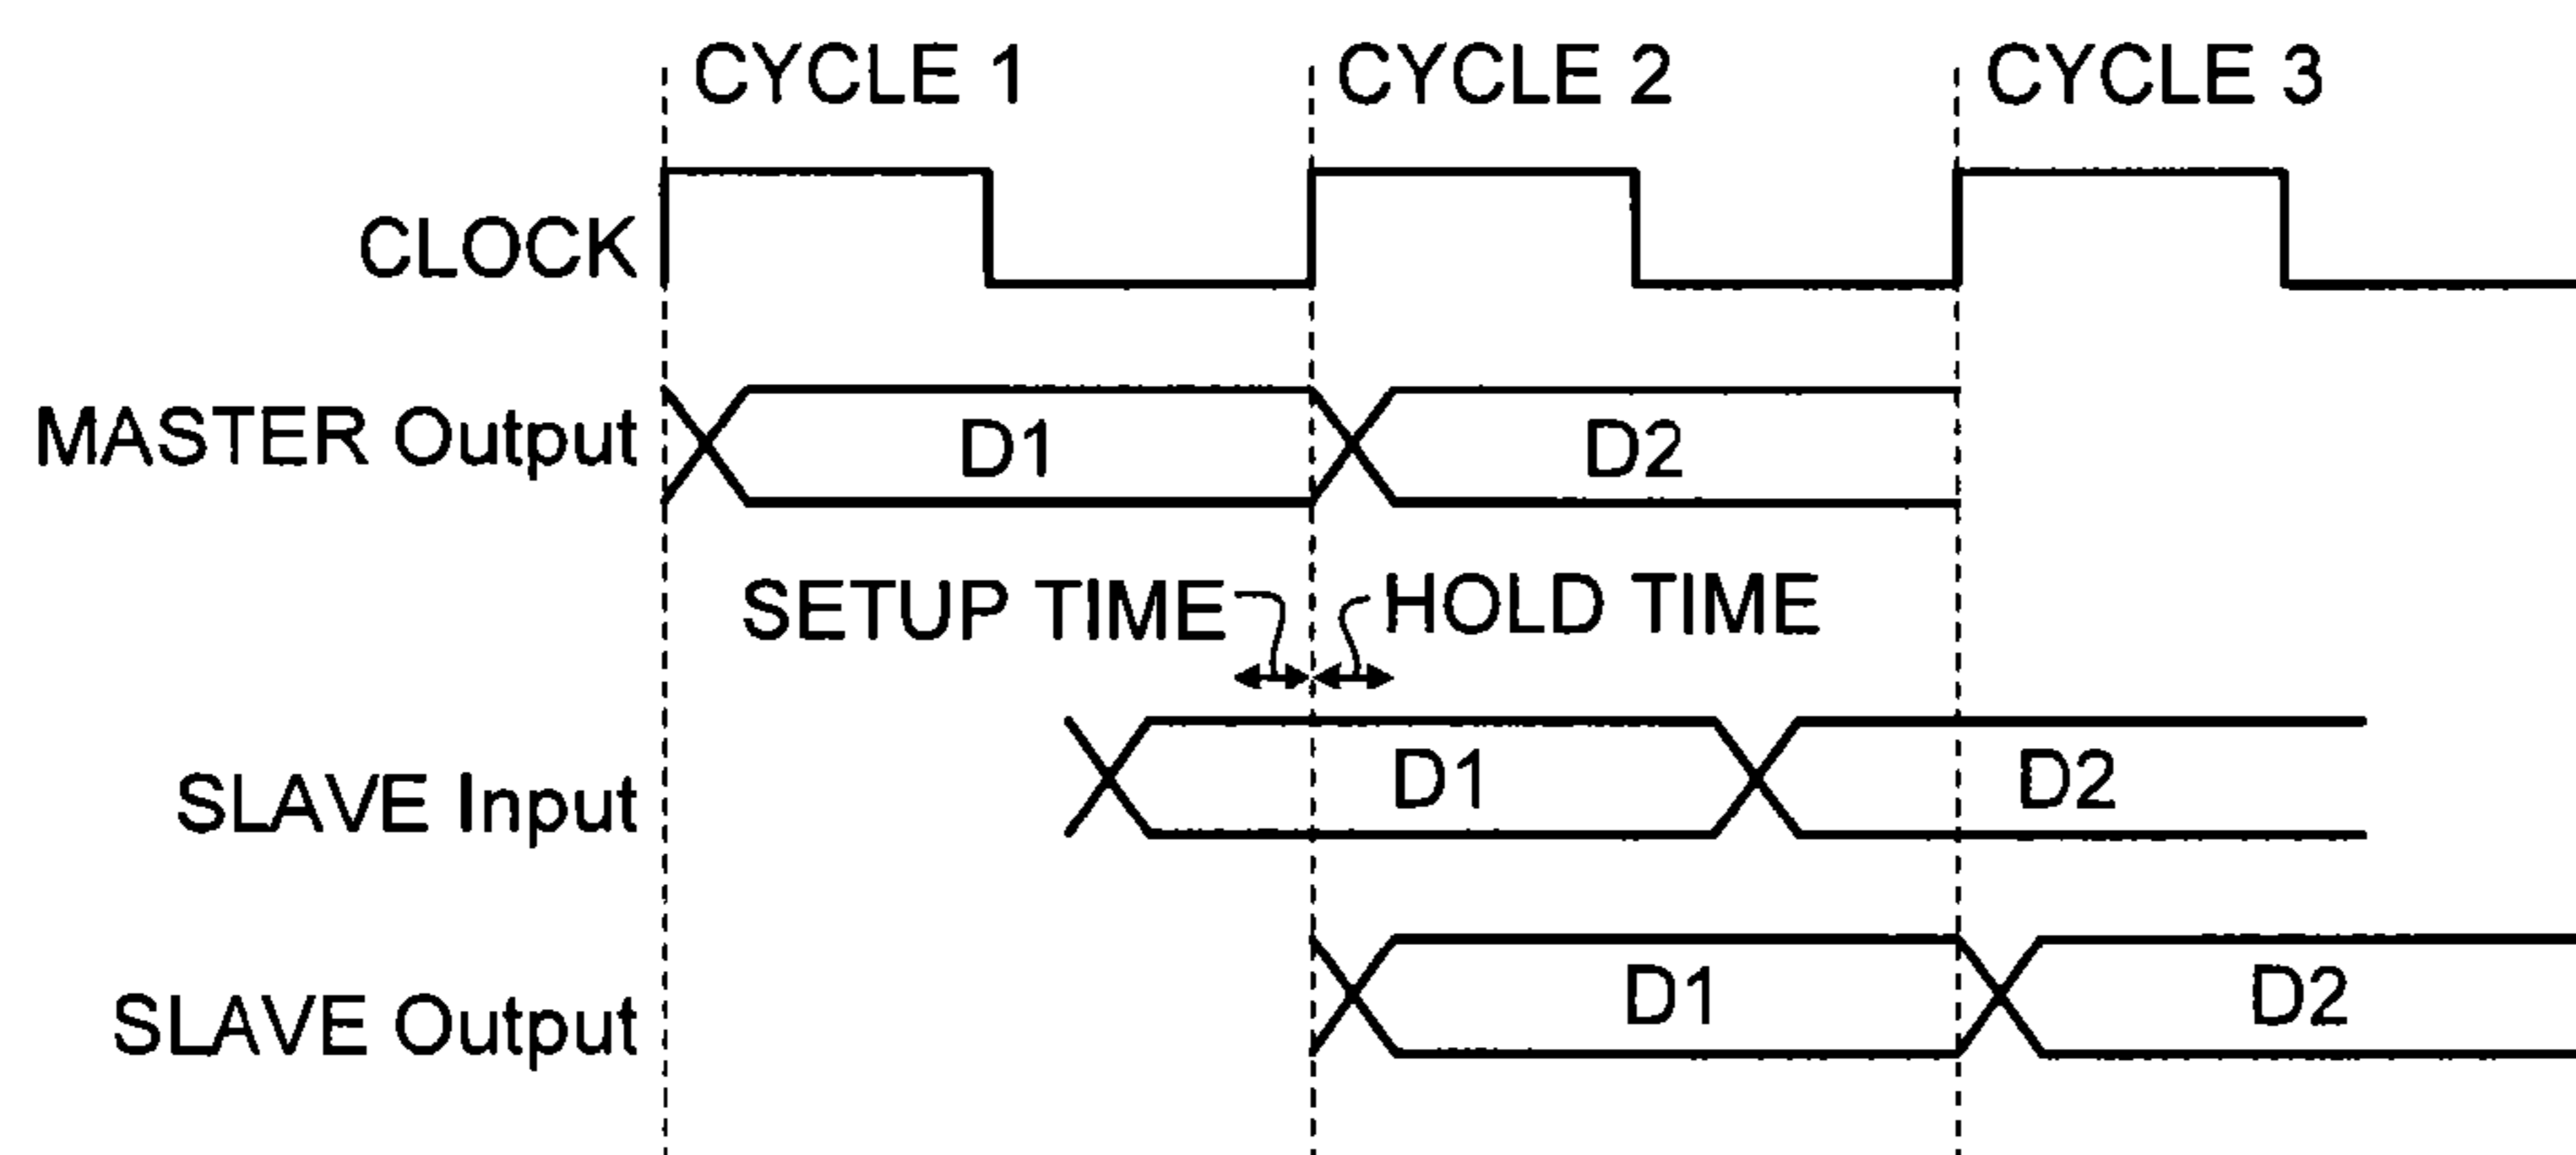 CYCLE 1 CYCLE 2 CYCLE 3
CLOCK
MASTER Output D1 D2
SETUP TIME HOLD TIME
SLAVE Input D1 D2
SLAVE Output D1 D2